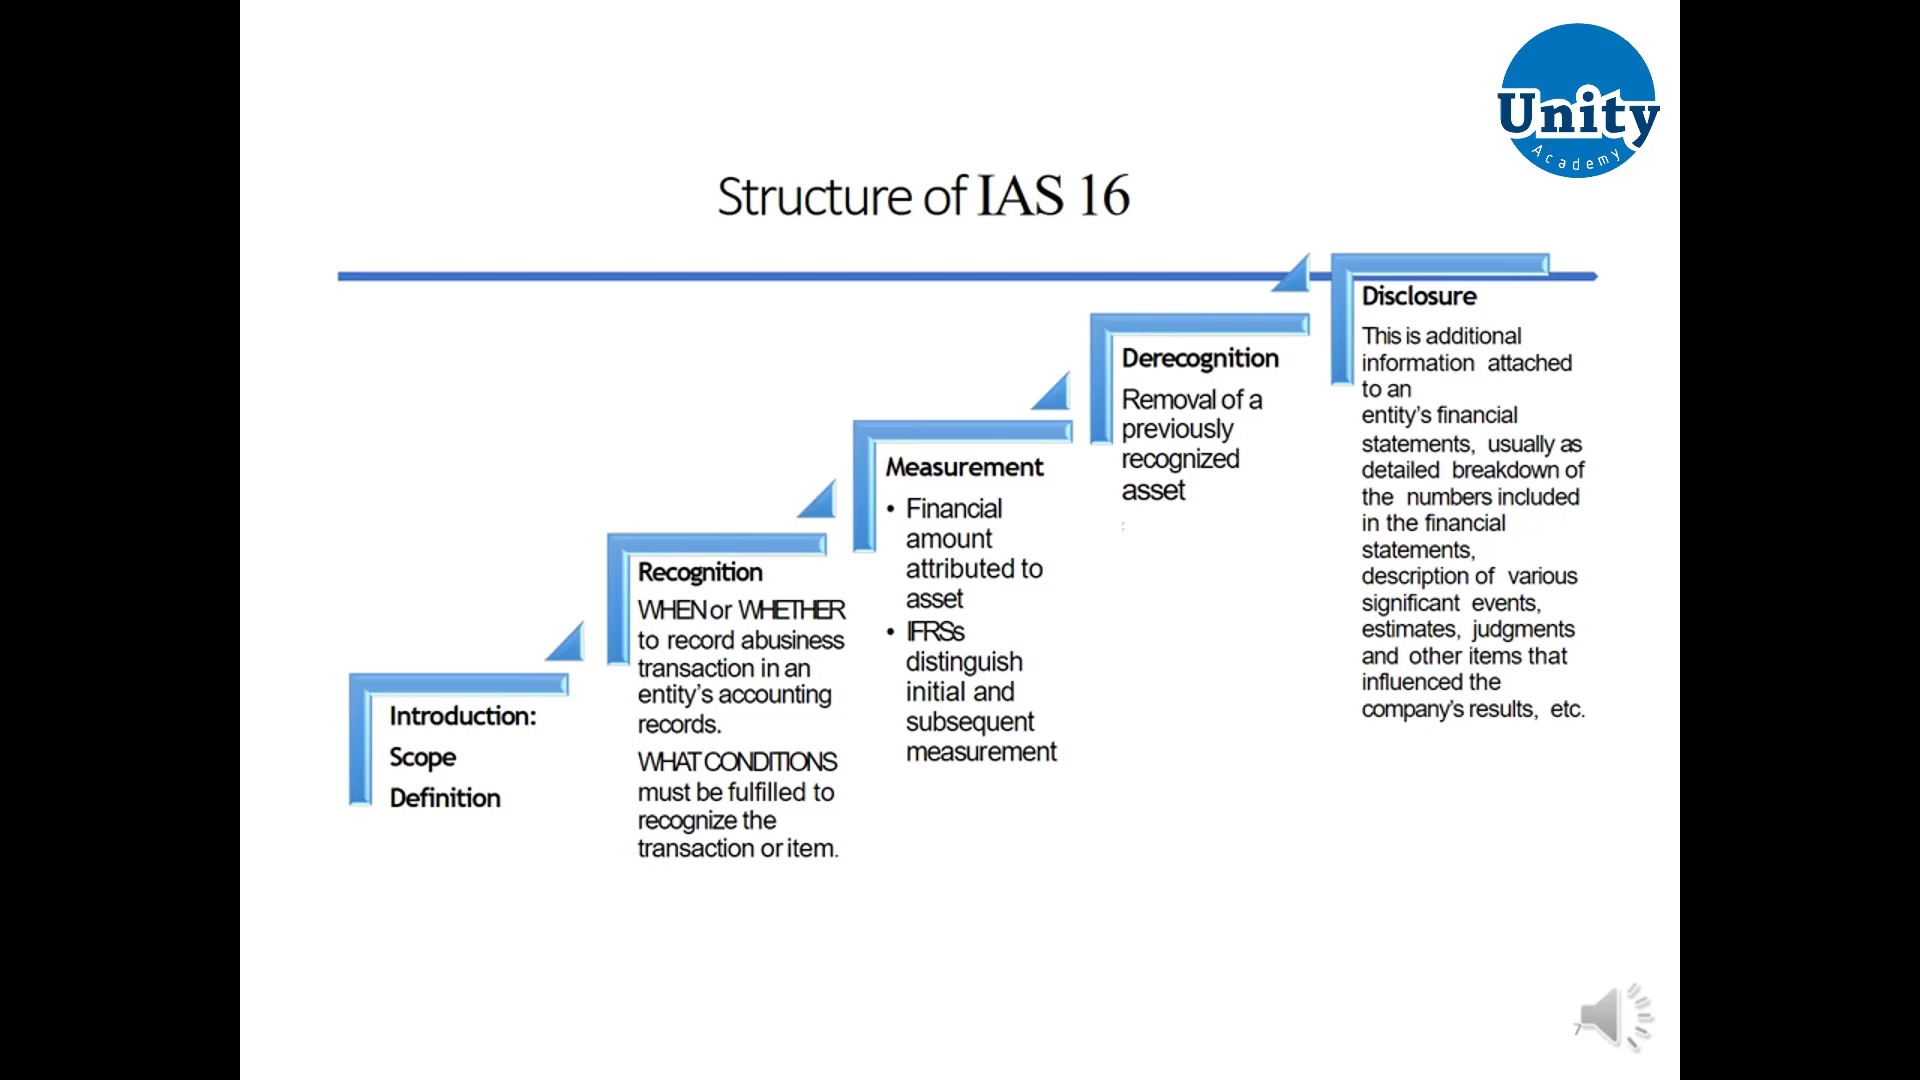 Unity
Academy
Structure of IAS 16
Introduction:
Scope
Definition
Recognition
WHEN or WHETHER
to record abusiness
transaction in an
entity’s accounting
records.
WHAT CONDITIONS
must be fulfilled to
recognize the
transaction or item.
Measurement
• Financial
amount
attributed to
asset
• IFRSs
distinguish
initial and
subsequent
measurement
Derecognition
Removal of a
previously
recognized
asset
:
Disclosure
This is additional
information attached
to an
entity’s financial
statements, usually as
detailed breakdown of
the numbers included
in the financial
statements,
description of various
significant events,
estimates, judgments
and other items that
influenced the
company’s results, etc.
7